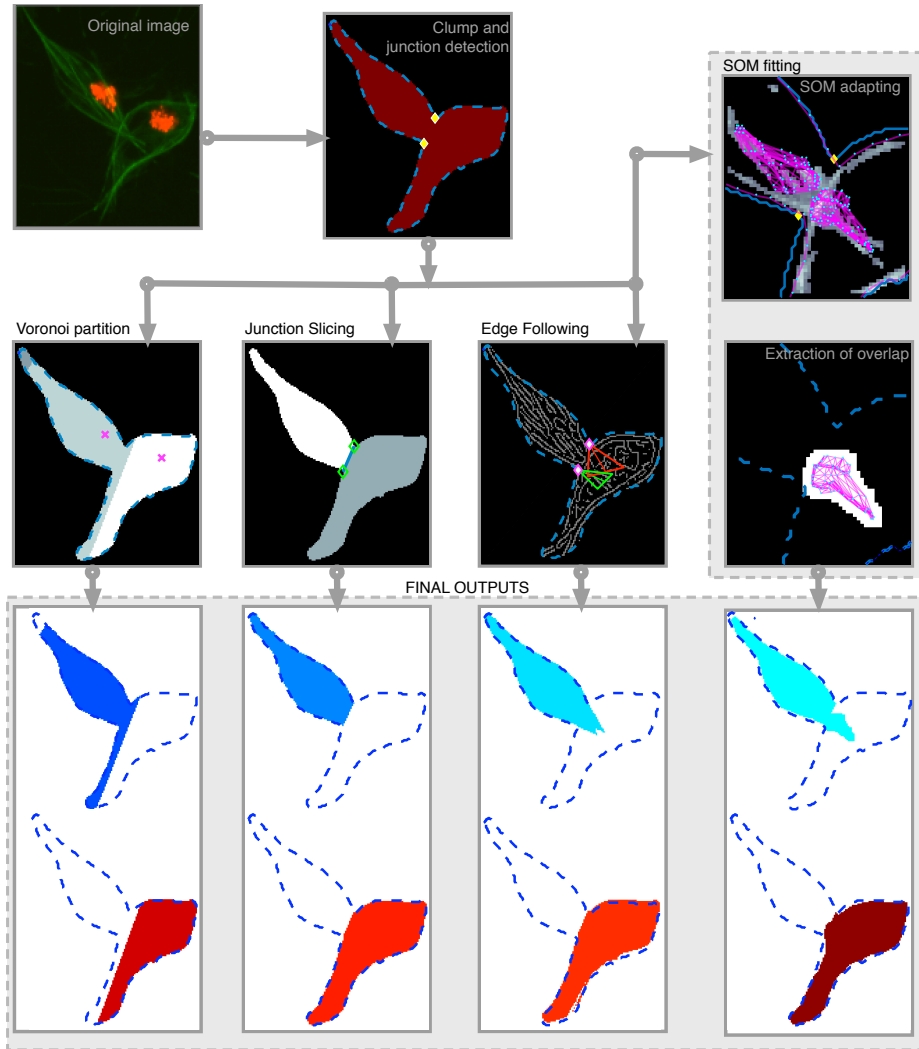 Original image
Clump and
junction detection
SOM fitting
SOM adapting
Voronoi partition
Junction Slicing
Edge Following
Extraction of overlap
FINAL OUTPUTS